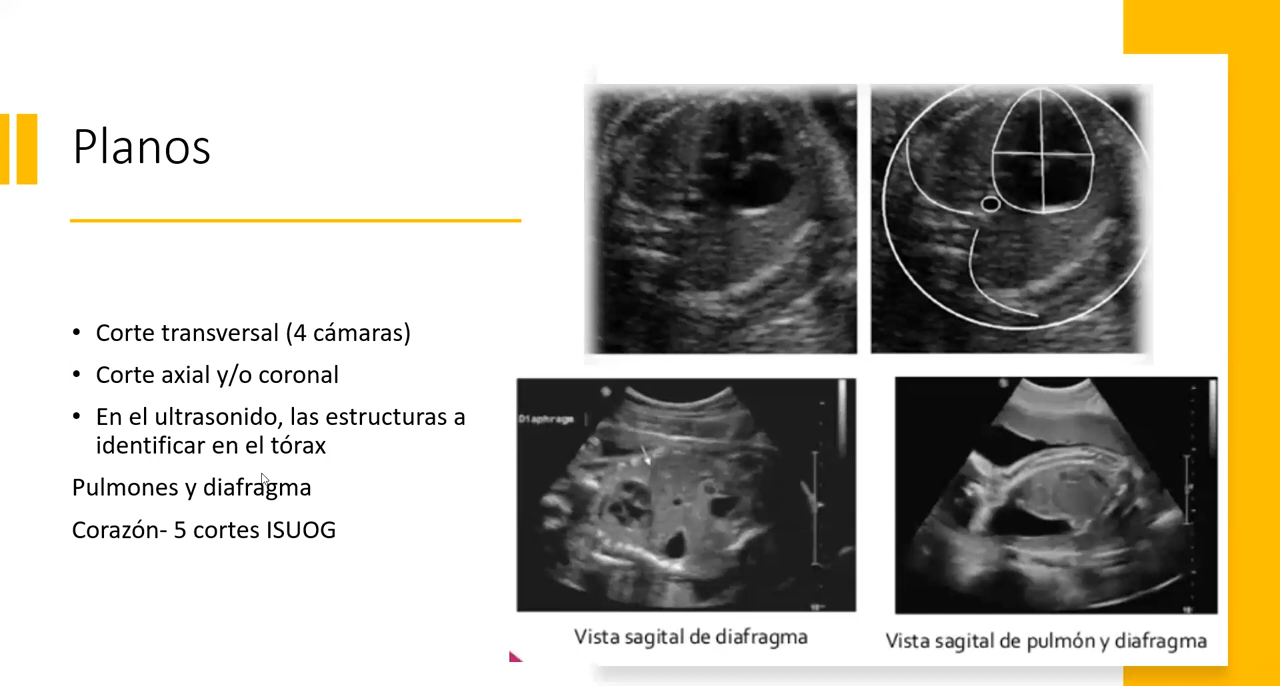 Planos
• Corte transversal (4 cámaras)
• Corte axial y/o coronal
• En el ultrasonido, las estructuras a
identificar en el tórax
Pulmones y diafragma
Corazón- 5 cortes ISUOG
Diaphragm
Vista sagital de diafragma
Vista sagital de pulmón y diafragma